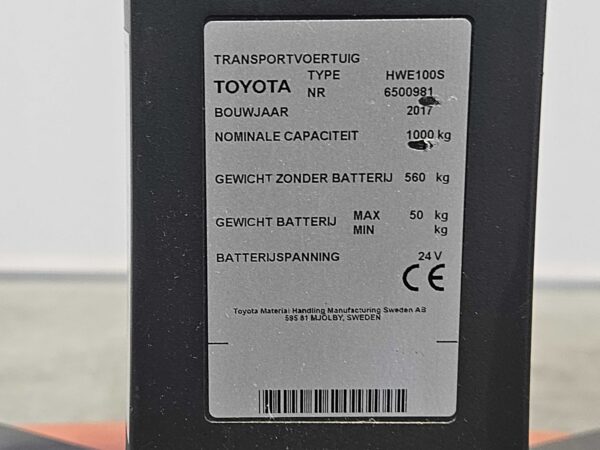 TRANSPORTVOERTUIG
TOYOTA TYPE HWE100S
NR 6500981
BOUWJAAR 2017
NOMINALE CAPACITEIT 1000 kg
GEWICHT ZONDER BATTERIJ 560 kg
GEWICHT BATTERIJ MAX 50 kg
MIN kg
BATTERIJSPANNING 24 V
CE
Toyota Material Handling Manufacturing Sweden AB
595 81 MJÖLBY, SWEDEN